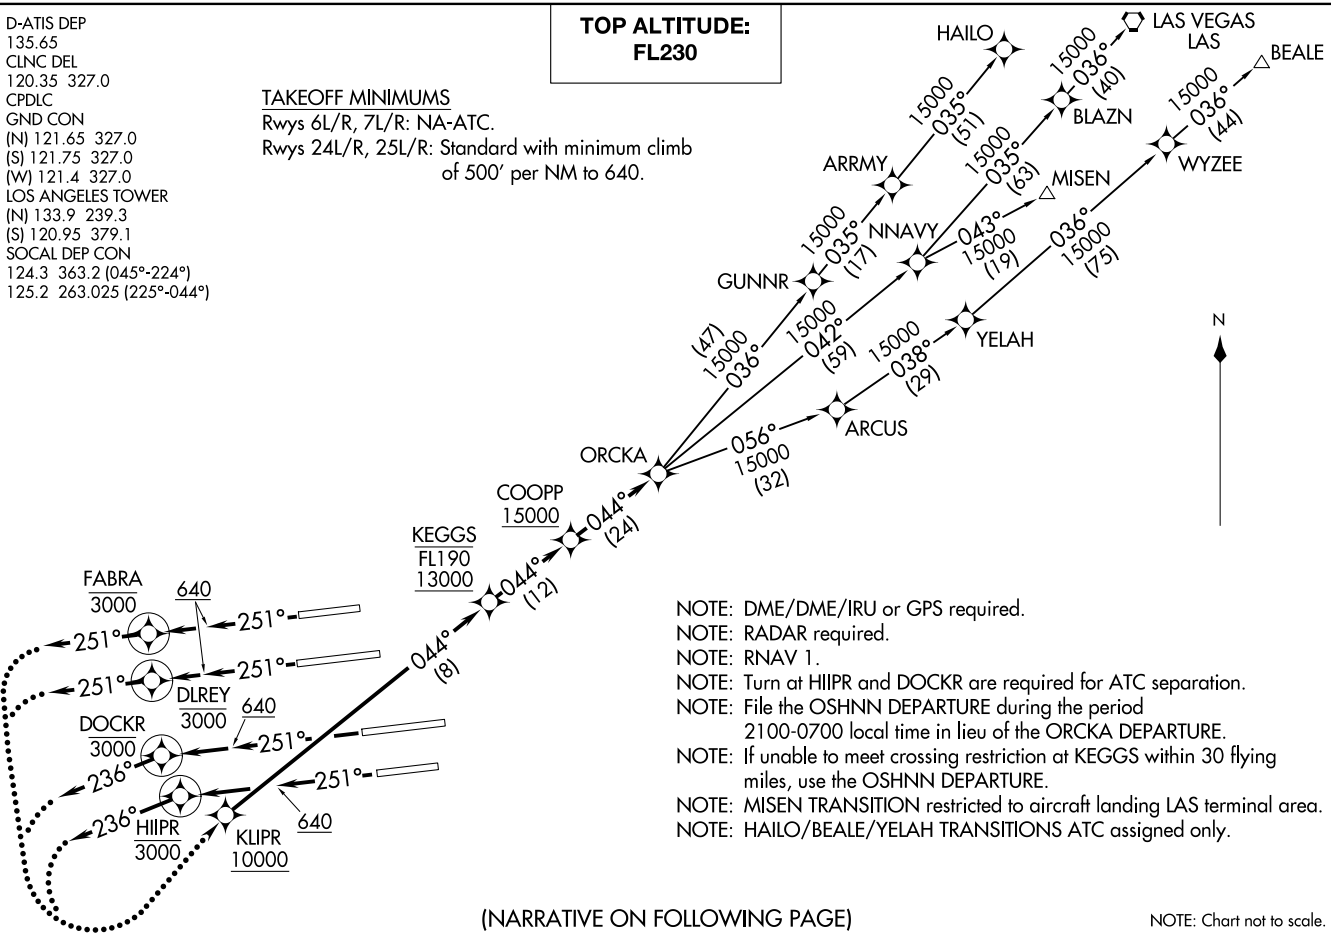 D-ATIS DEP
135.65
CLNC DEL
120.35 327.0
CPDLC
GND CON
(N) 121.65 327.0
(S) 121.75 327.0
(W) 121.4 327.0
LOS ANGELES TOWER
(N) 133.9 239.3
(S) 120.95 379.1
SOCAL DEP CON
124.3 363.2 (045°-224°)
125.2 263.025 (225°-044°)
TAKEOFF MINIMUMS
Rwys 6L/R, 7L/R: NA-ATC.
Rwys 24L/R, 25L/R: Standard with minimum climb
of 500' per NM to 640.
TOP ALTITUDE:
FL230
HAILO
LAS VEGAS
LAS
BEALE
15000
036°
(40)
15000
036°
(44)
15000
035°
(51)
BLAZN
WYZEE
ARRMY
15000
035°
(63)
MISEN
15000
035°
(17)
NNAVY
043°
15000
(19)
036°
15000
(75)
GUNNR
(47)
15000
036°
15000
042°
(59)
15000
038°
(29)
YELAH
N
ARCUS
056°
15000
(32)
ORCKA
COOPP
15000
044°
(24)
KEGGS
FL190
13000
044°
(12)
044°
(8)
FABRA
3000
640
251°
251°
251°
251°
DLREY
3000
DOCKR
3000
640
251°
236°
251°
236°
HIIPR
3000
640
KLIPR
10000
NOTE: DME/DME/IRU or GPS required.
NOTE: RADAR required.
NOTE: RNAV 1.
NOTE: Turn at HIIPR and DOCKR are required for ATC separation.
NOTE: File the OSHNN DEPARTURE during the period
2100-0700 local time in lieu of the ORCKA DEPARTURE.
NOTE: If unable to meet crossing restriction at KEGGS within 30 flying
miles, use the OSHNN DEPARTURE.
NOTE: MISEN TRANSITION restricted to aircraft landing LAS terminal area.
NOTE: HAILO/BEALE/YELAH TRANSITIONS ATC assigned only.
(NARRATIVE ON FOLLOWING PAGE)
NOTE: Chart not to scale.